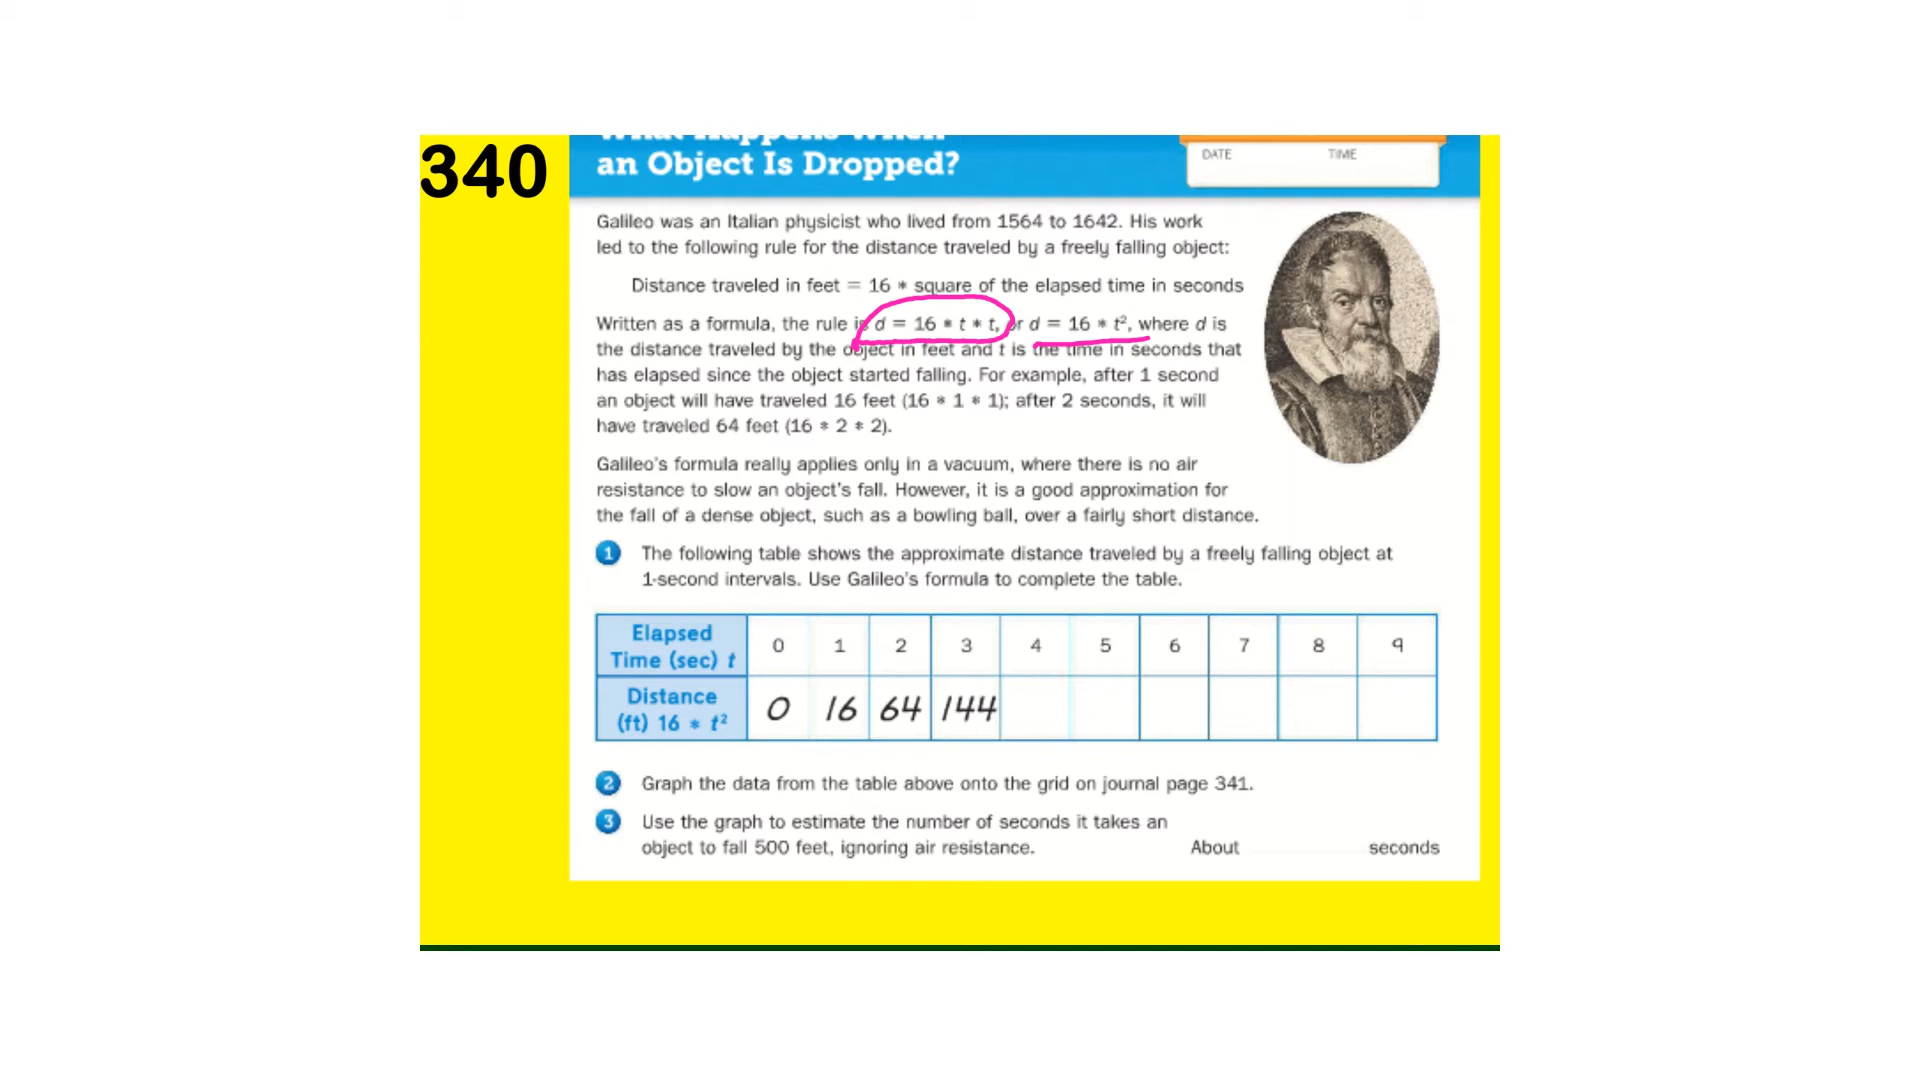 340
What Happens When
an Object Is Dropped?
DATE TIME
Galileo was an Italian physicist who lived from 1564 to 1642. His work
led to the following rule for the distance traveled by a freely falling object:
Distance traveled in feet = 16 * square of the elapsed time in seconds
Written as a formula, the rule is d = 16 * t * t, or d = 16 * t², where d is
the distance traveled by the object in feet and t is the time in seconds that
has elapsed since the object started falling. For example, after 1 second
an object will have traveled 16 feet (16 * 1 * 1); after 2 seconds, it will
have traveled 64 feet (16 * 2 * 2).
Galileo's formula really applies only in a vacuum, where there is no air
resistance to slow an object's fall. However, it is a good approximation for
the fall of a dense object, such as a bowling ball, over a fairly short distance.
1 The following table shows the approximate distance traveled by a freely falling object at
1-second intervals. Use Galileo's formula to complete the table.
Elapsed
Time (sec) t 0 1 2 3 4 5 6 7 8 9
Distance
(ft) 16 * t² 0 16 64 144
2 Graph the data from the table above onto the grid on journal page 341.
3 Use the graph to estimate the number of seconds it takes an
object to fall 500 feet, ignoring air resistance. About seconds